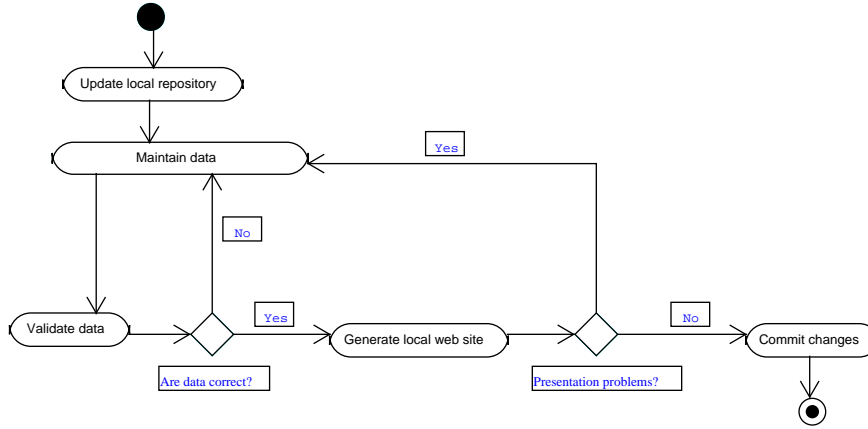 Update local repository
Maintain data
Yes
No
Validate data
Yes
Generate local web site
No
Commit changes
Are data correct?
Presentation problems?